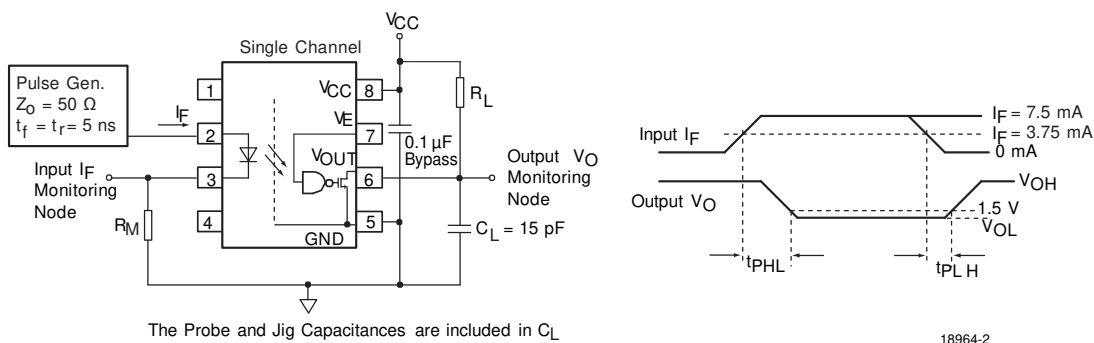 VCC
Single Channel
Pulse Gen.
ZO = 50 Ω
tf = tr = 5 ns
IF
1
2
3
4
VCC
VE
VOUT
GND
8
7
6
5
RL
0.1 µF
Bypass
Output VO
Monitoring
Node
Input IF
Monitoring
Node
RM
CL = 15 pF
The Probe and Jig Capacitances are included in CL
Input IF
IF = 7.5 mA
IF = 3.75 mA
0 mA
Output VO
VOH
1.5 V
VOL
tPHL
tPL H
18964-2